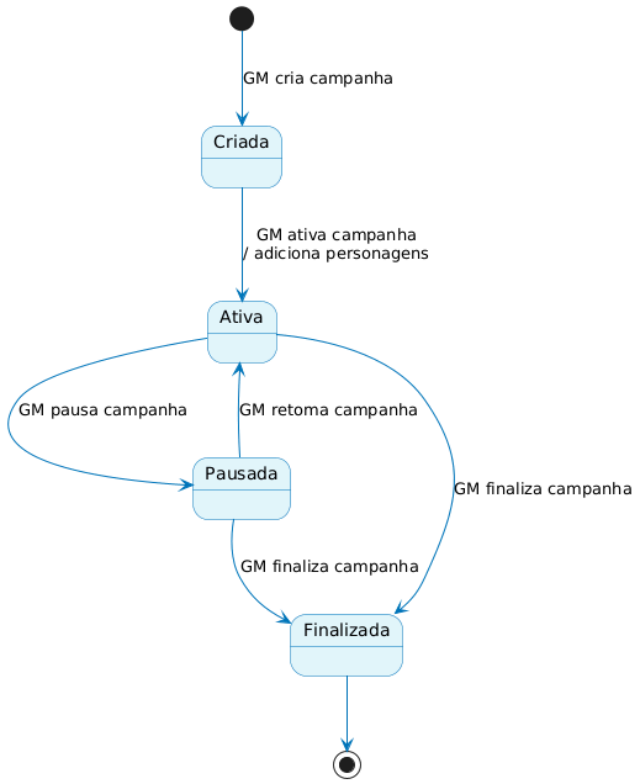 GM cria campanha
Criada
GM ativa campanha
/ adiciona personagens
Ativa
GM pausa campanha
GM retoma campanha
Pausada
GM finaliza campanha
GM finaliza campanha
Finalizada